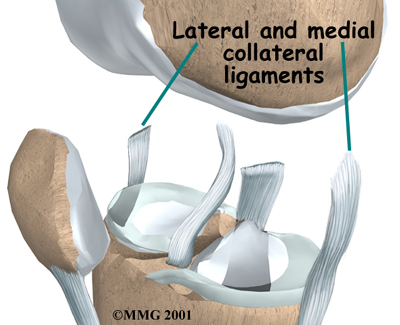 Lateral and medial
collateral
ligaments
©MMG 2001